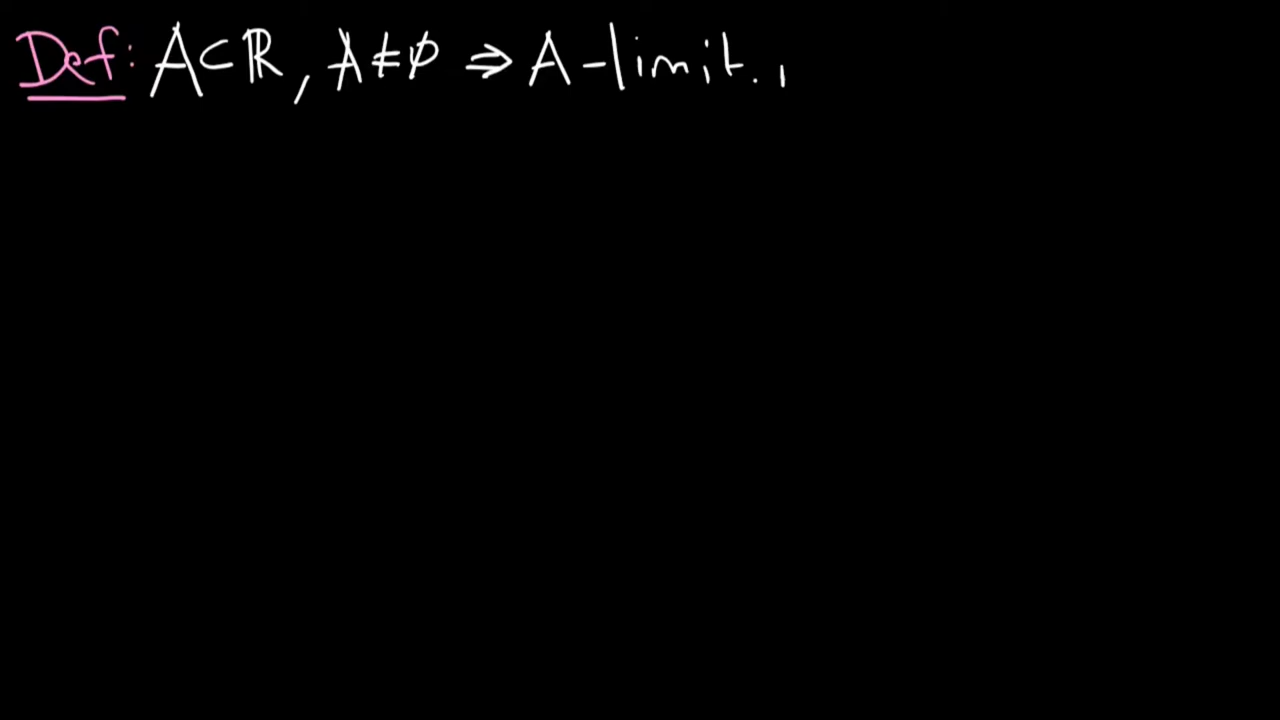 Def: A⊂ℝ, A≠∅ ⇒ A - limit. ı